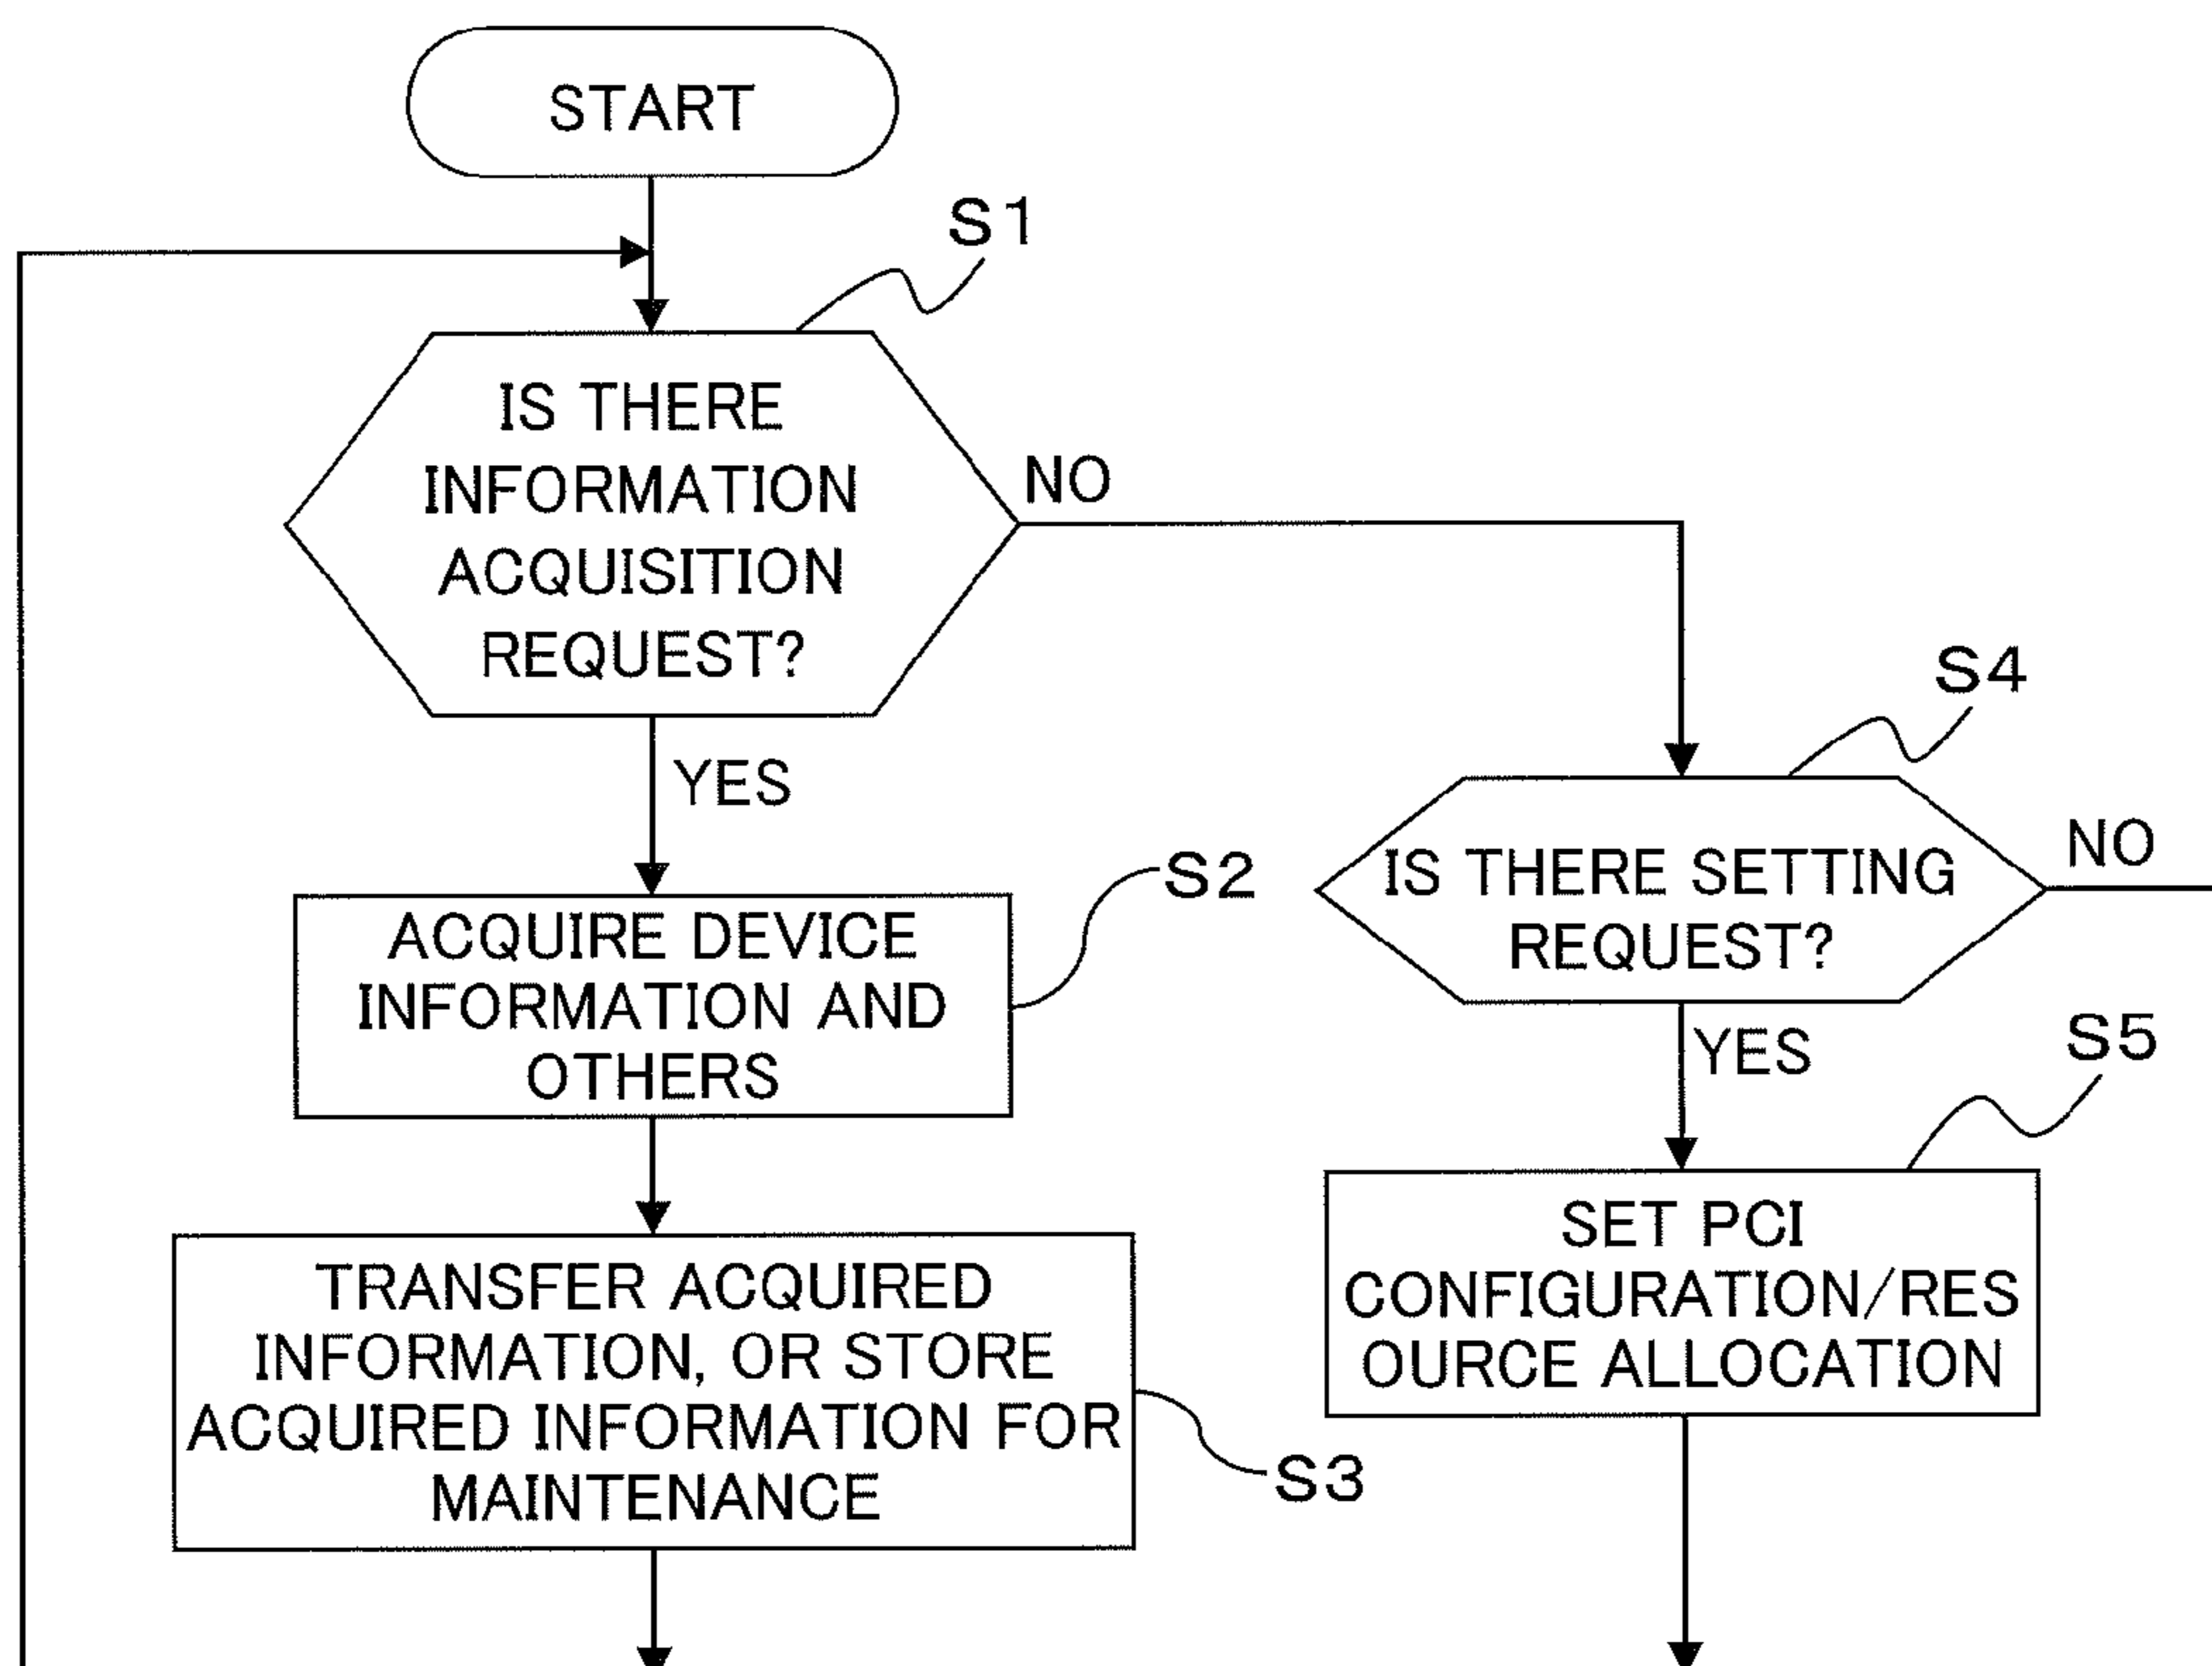 START
S1
IS THERE
INFORMATION
ACQUISITION
REQUEST?
NO
YES
S4
IS THERE SETTING
REQUEST?
NO
YES
S2
ACQUIRE DEVICE
INFORMATION AND
OTHERS
S5
SET PCI
CONFIGURATION/RES
OURCE ALLOCATION
TRANSFER ACQUIRED
INFORMATION, OR STORE
ACQUIRED INFORMATION FOR
MAINTENANCE
S3